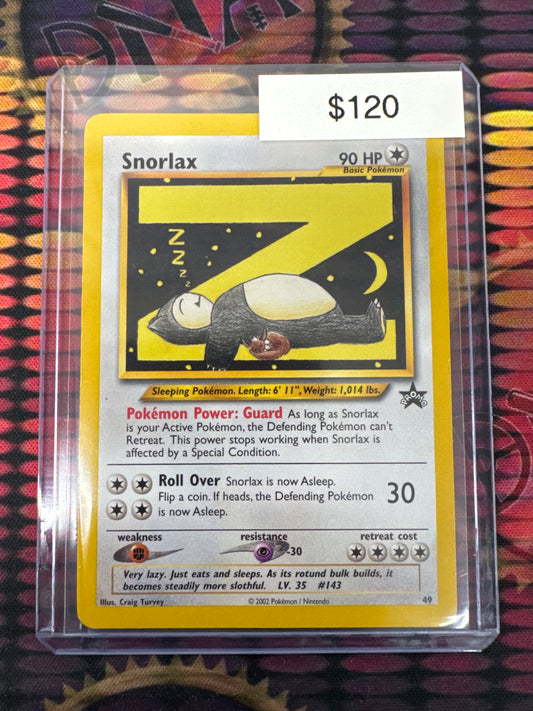 $120
Snorlax
90 HP
Basic Pokémon
Z
Z
Z
Z
Z
Sleeping Pokémon. Length: 6' 11", Weight: 1,014 lbs.
PROMO
Pokémon Power: Guard As long as Snorlax
is your Active Pokémon, the Defending Pokémon can't
Retreat. This power stops working when Snorlax is
affected by a Special Condition.
Roll Over Snorlax is now Asleep.
Flip a coin. If heads, the Defending Pokémon
is now Asleep.
30
weakness
resistance
-30
retreat cost
Very lazy. Just eats and sleeps. As its rotund bulk builds, it
becomes steadily more slothful. LV. 35 #143
Illus. Craig Turvey
© 2002 Pokémon / Nintendo
49